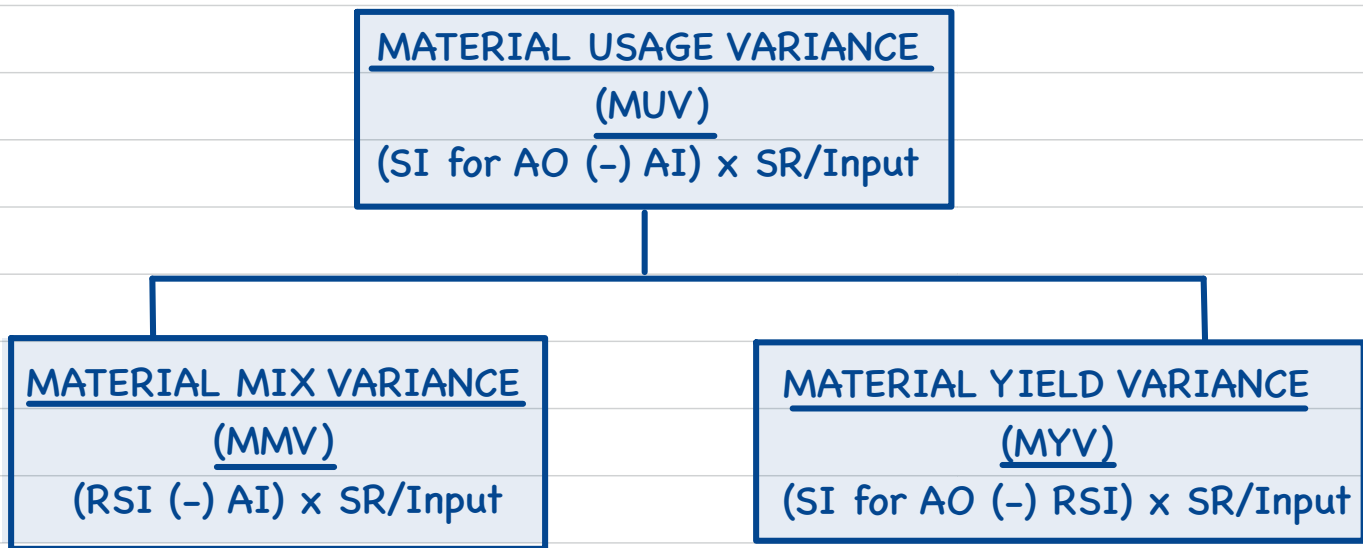 MATERIAL USAGE VARIANCE
(MUV)
(SI for AO (-) AI) x SR/Input
MATERIAL MIX VARIANCE
(MMV)
(RSI (-) AI) x SR/Input
MATERIAL YIELD VARIANCE
(MYV)
(SI for AO (-) RSI) x SR/Input